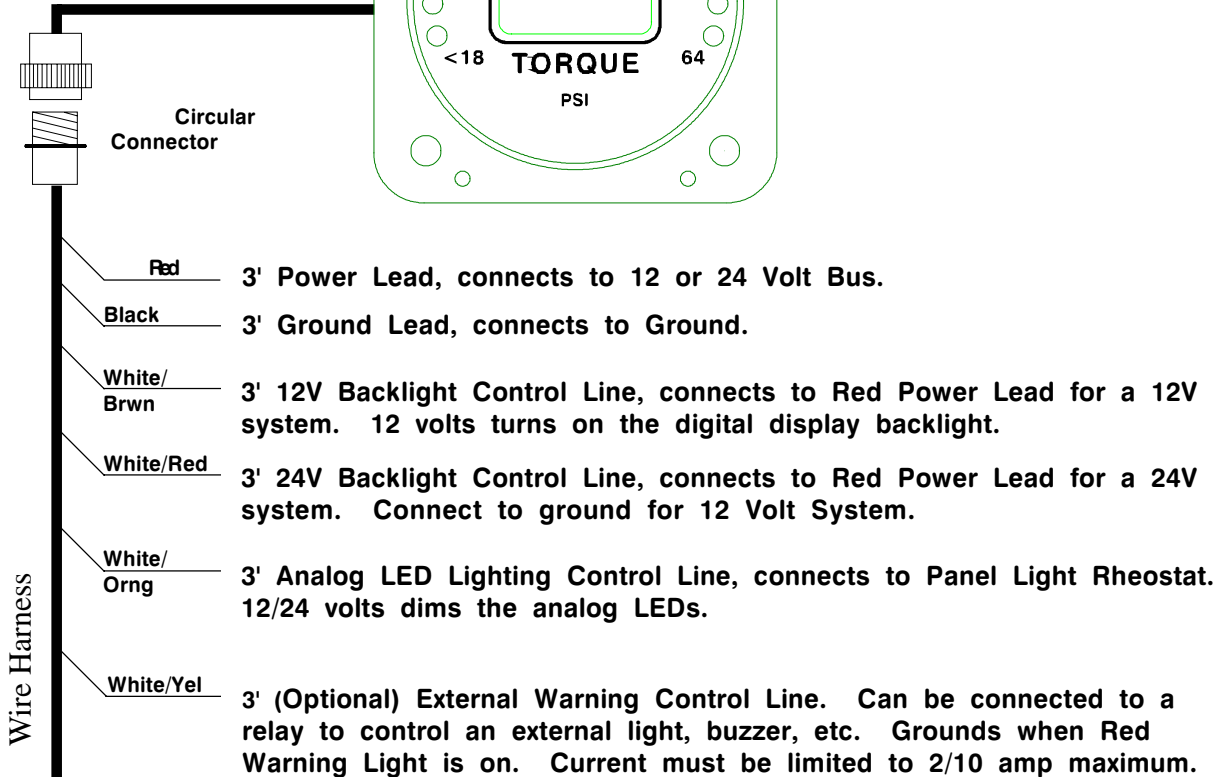 <18 TORQUE 64
PSI
Circular
Connector
Red
3' Power Lead, connects to 12 or 24 Volt Bus.
Black
3' Ground Lead, connects to Ground.
White/
Brwn
3' 12V Backlight Control Line, connects to Red Power Lead for a 12V
system. 12 volts turns on the digital display backlight.
White/Red
3' 24V Backlight Control Line, connects to Red Power Lead for a 24V
system. Connect to ground for 12 Volt System.
White/
Orng
3' Analog LED Lighting Control Line, connects to Panel Light Rheostat.
12/24 volts dims the analog LEDs.
White/Yel
3' (Optional) External Warning Control Line. Can be connected to a
relay to control an external light, buzzer, etc. Grounds when Red
Warning Light is on. Current must be limited to 2/10 amp maximum.
Wire Harness